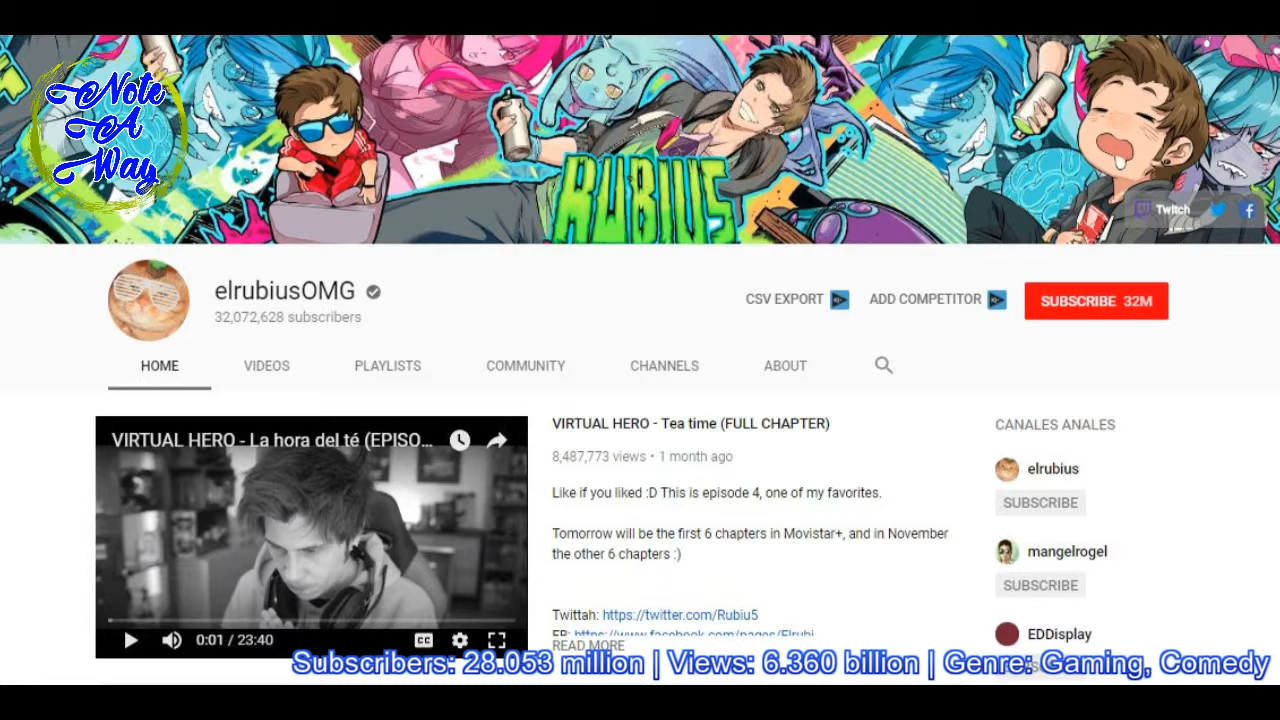 Note
A
Way
RUBIUS
Twitch
elrubiusOMG
32,072,628 subscribers
CSV EXPORT
ADD COMPETITOR
SUBSCRIBE 32M
HOME
VIDEOS
PLAYLISTS
COMMUNITY
CHANNELS
ABOUT
VIRTUAL HERO - La hora del té (EPISO...
0:01 / 23:40
CC
VIRTUAL HERO - Tea time (FULL CHAPTER)
8,487,773 views • 1 month ago
Like if you liked :D This is episode 4, one of my favorites.
Tomorrow will be the first 6 chapters in Movistar+, and in November
the other 6 chapters :)
Twittah: https://twitter.com/Rubiu5
READ MORE
CANALES ANALES
elrubius
SUBSCRIBE
mangelrogel
SUBSCRIBE
EDDisplay
Subscribers: 28.053 million | Views: 6.360 billion | Genre: Gaming, Comedy